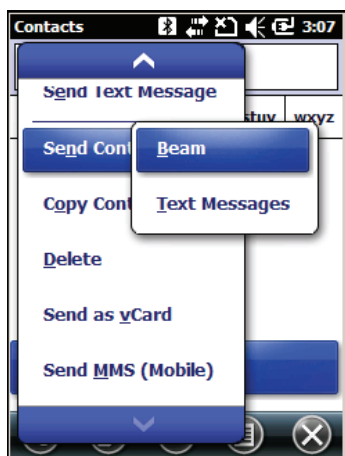 Contacts 3:07
Send Text Message
stuv wxyz
Send Cont
Beam
Copy Cont
Text Messages
Delete
Send as vCard
Send MMS (Mobile)